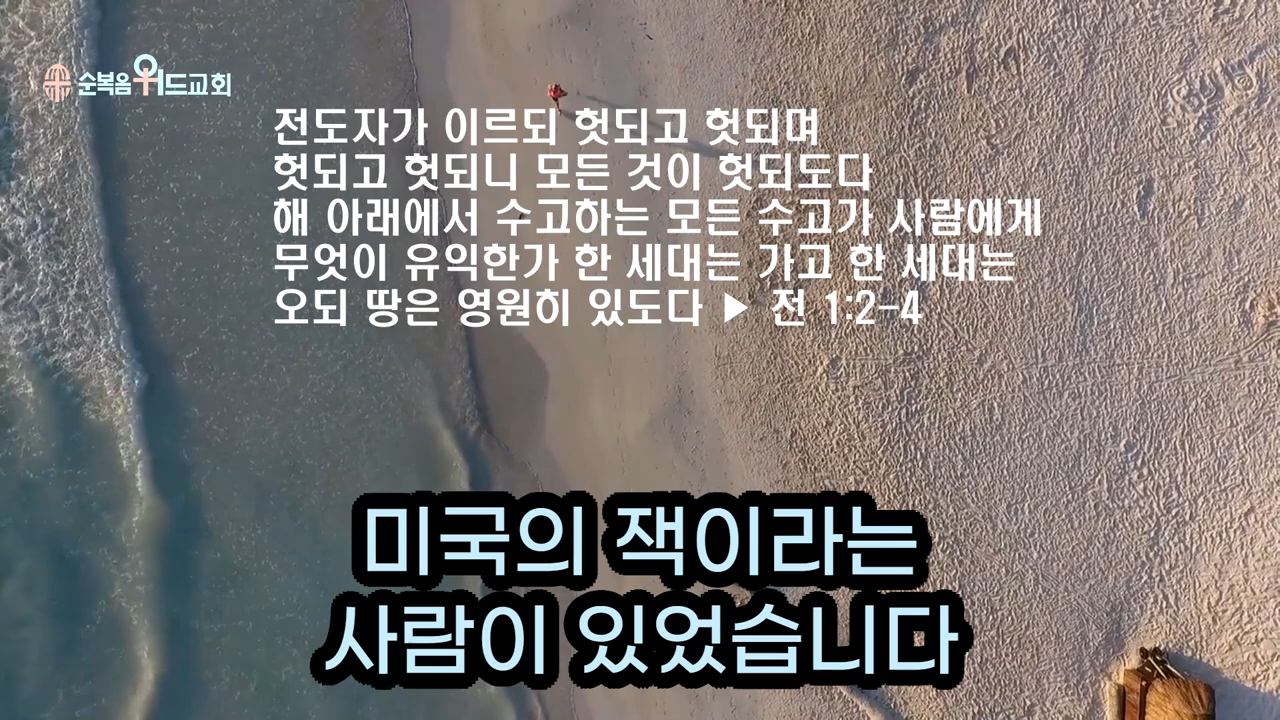 순복음위드교회
전도자가 이르되 헛되고 헛되며
헛되고 헛되니 모든 것이 헛되도다
해 아래에서 수고하는 모든 수고가 사람에게
무엇이 유익한가 한 세대는 가고 한 세대는
오되 땅은 영원히 있도다 ▶ 전 1:2-4
미국의 잭이라는
사람이 있었습니다